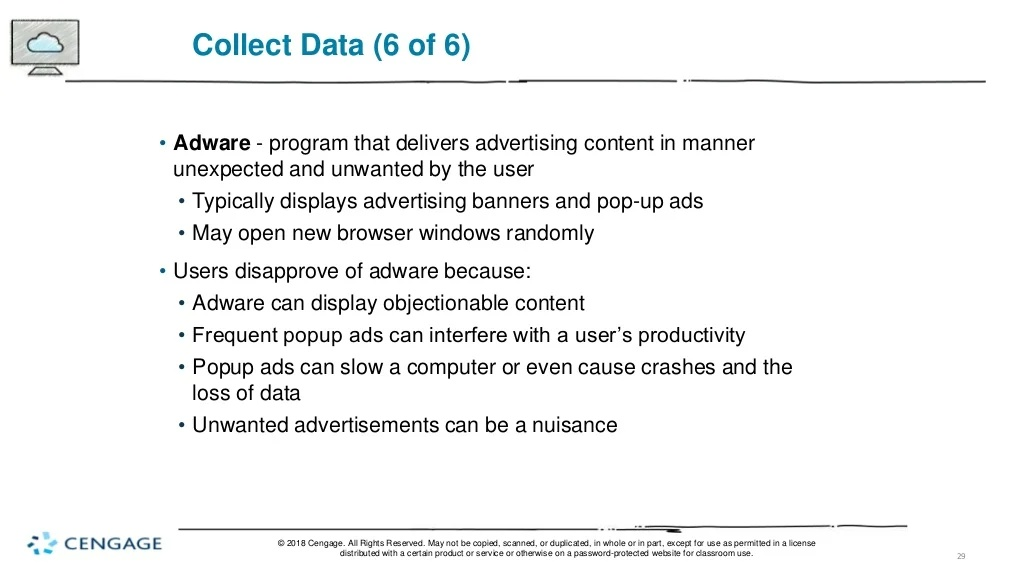 Collect Data (6 of 6)
• Adware - program that delivers advertising content in manner
unexpected and unwanted by the user
• Typically displays advertising banners and pop-up ads
• May open new browser windows randomly
• Users disapprove of adware because:
• Adware can display objectionable content
• Frequent popup ads can interfere with a user’s productivity
• Popup ads can slow a computer or even cause crashes and the
loss of data
• Unwanted advertisements can be a nuisance
CENGAGE
© 2018 Cengage. All Rights Reserved. May not be copied, scanned, or duplicated, in whole or in part, except for use as permitted in a license
distributed with a certain product or service or otherwise on a password-protected website for classroom use.
29